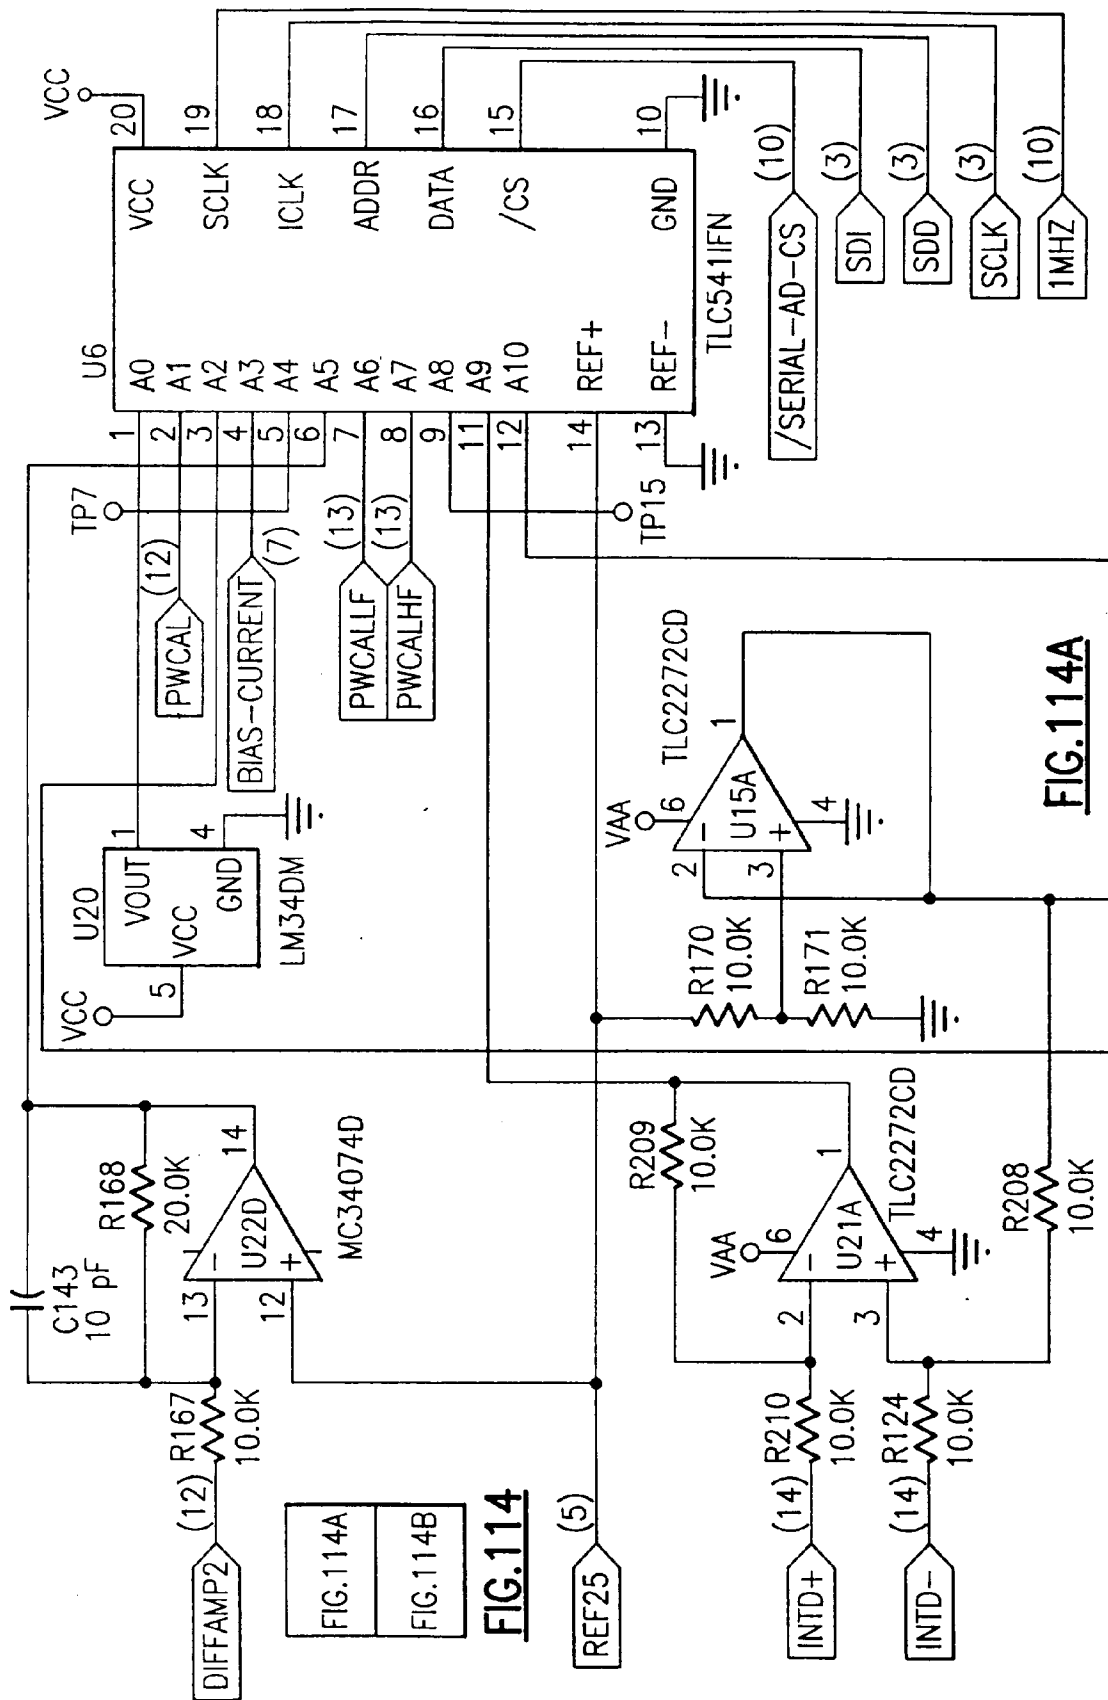 DIFFAMP2
(12)
R167
10.0K
C143
10 pF
R168
20.0K
13
12
U22D
-
+
14
MC34074D
VCC
5
U20
VOUT
VCC
GND
1
4
LM34DM
PWCAL
(12)
BIAS-CURRENT
(7)
PWCALLF
(13)
PWCALHF
(13)
TP7
TP15
1
2
3
4
5
6
7
8
9
11
12
14
13
U6
A0
A1
A2
A3
A4
A5
A6
A7
A8
A9
A10
REF+
REF-
VCC
SCLK
ICLK
ADDR
DATA
/CS
GND
TLC541IFN
VCC
20
19
18
17
16
15
10
/SERIAL-AD-CS
(10)
SDI
(3)
SDD
(3)
SCLK
(3)
1MHZ
(10)
FIG.114A
FIG.114B
FIG.114
REF25
(5)
INTD+
(14)
R210
10.0K
INTD-
(14)
R124
10.0K
R209
10.0K
VAA
6
2
3
U21A
-
+
4
1
TLC2272CD
R208
10.0K
R170
10.0K
R171
10.0K
VAA
6
2
3
U15A
-
+
4
1
TLC2272CD
FIG.114A